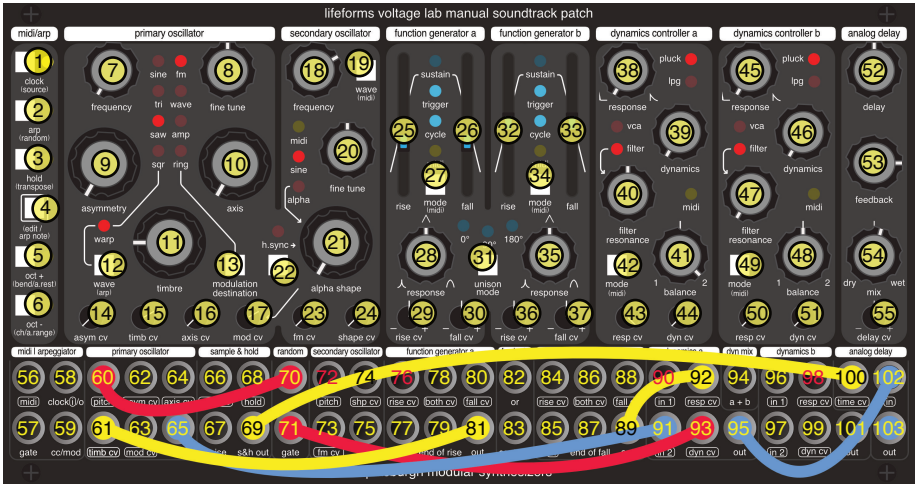 lifeforms voltage lab manual soundtrack patch
midi/arp primary oscillator secondary oscillator function generator a function generator b dynamics controller a dynamics controller b analog delay
1 7 8 18 19 38 45 52
sine fm sustain sustain pluck pluck
clock (source) wave (midi) lpg lpg
frequency fine tune frequency trigger trigger response response delay
2 tri wave
arp (random) saw amp midi 25 cycle 26 32 cycle 33 vca 39 vca 46
3 9 sqr ring 10 sine 20 27 34 filter filter 53
hold (transpose) alpha fine tune mode (midi) mode (midi) 40 dynamics 47 dynamics feedback
4 asymmetry axis rise fall rise fall midi midi
(edit / arp note) warp 11 h.sync 21 28 0° 180° 35 filter resonance 41 filter resonance 48 54
5 12 13 22 31 42 49
oct + (bend/a.rest) wave (arp) timbre modulation destination alpha shape response unison mode response mode (midi) 1 balance 2 mode (midi) 1 balance 2 dry mix wet
6 14 15 16 17 23 24 29 30 36 37 43 44 50 51 55
oct - (ch/a.range) asym cv timb cv axis cv mod cv fm cv shape cv rise cv fall cv rise cv fall cv resp cv dyn cv resp cv dyn cv delay cv
midi | arpeggiator primary oscillator sample & hold random secondary oscillator function generator a dyn mix dynamics b analog delay
56 58 60 62 64 66 68 70 72 74 76 78 80 82 84 86 88 90 92 94 96 98 100 102
midi clock(i)/o pitch (hold) pitch shp cv rise cv both cv fall cv or rise cv both cv fall in 1 resp cv a + b in 1 resp cv time cv in
57 59 61 63 65 67 69 71 73 75 77 79 81 83 85 87 89 91 93 95 97 99 101 103
gate cc/mod timb cv mod cv s&h out gate fm cv end of rise out end of fall in 2 dyn cv out in 2 dyn cv out out